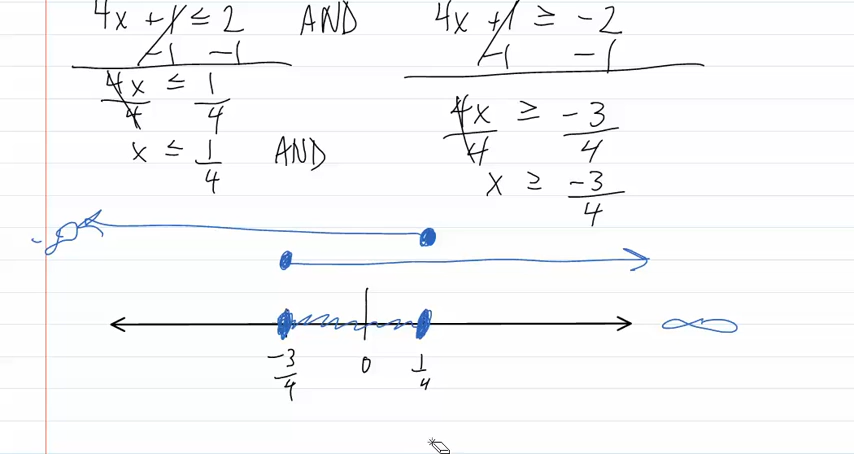 4x + 1 ≤ 2 AND 4x + 1 ≥ -2
-1 -1 -1 -1
4x/4 ≤ 1/4 4x/4 ≥ -3/4
x ≤ 1/4 AND x ≥ -3/4
-∞
∞
-3/4 0 1/4